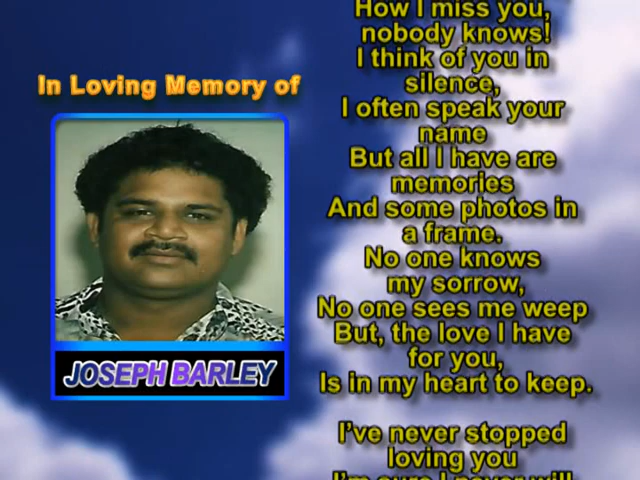 In Loving Memory of
JOSEPH BARLEY
How I miss you,
nobody knows!
I think of you in
silence,
I often speak your
name
But all I have are
memories
And some photos in
a frame.
No one knows
my sorrow,
No one sees me weep
But, the love I have
for you,
Is in my heart to keep.
I've never stopped
loving you
I'm sure I never will